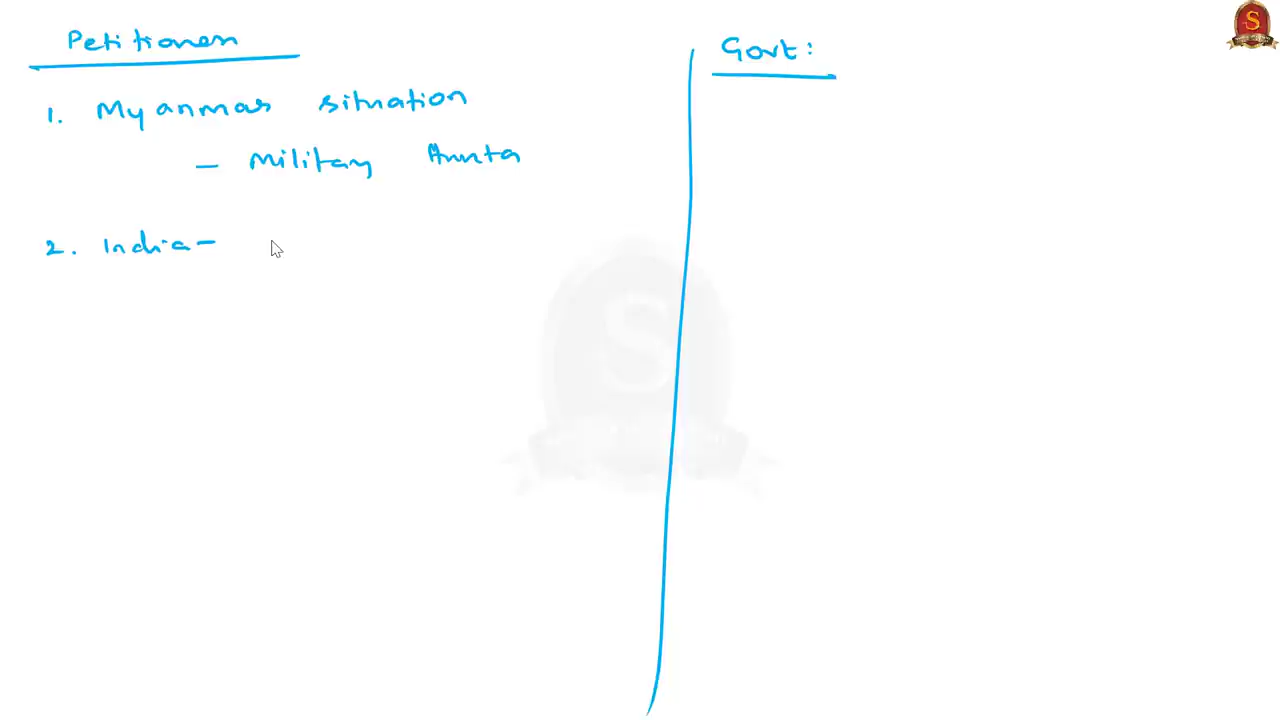 Petitioner
1. Myanmar situation
- Military Junta
2. India -
Govt:
S
S